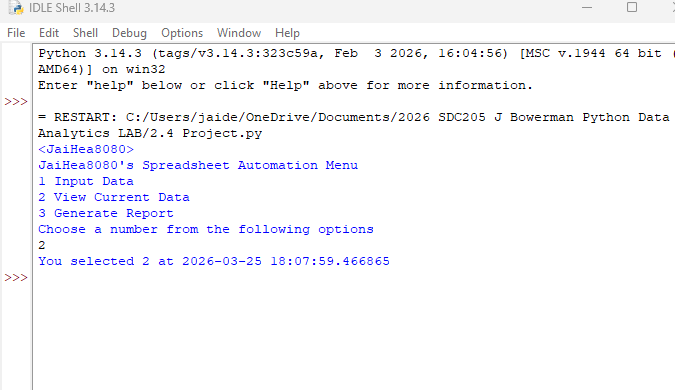 IDLE Shell 3.14.3
File Edit Shell Debug Options Window Help
Python 3.14.3 (tags/v3.14.3:323c59a, Feb  3 2026, 16:04:56) [MSC v.1944 64 bit (
AMD64)] on win32
Enter "help" below or click "Help" above for more information.
>>>
= RESTART: C:/Users/jaide/OneDrive/Documents/2026 SDC205 J Bowerman Python Data
Analytics LAB/2.4 Project.py
<JaiHea8080>
JaiHea8080's Spreadsheet Automation Menu
1 Input Data
2 View Current Data
3 Generate Report
Choose a number from the following options
2
You selected 2 at 2026-03-25 18:07:59.466865
>>>